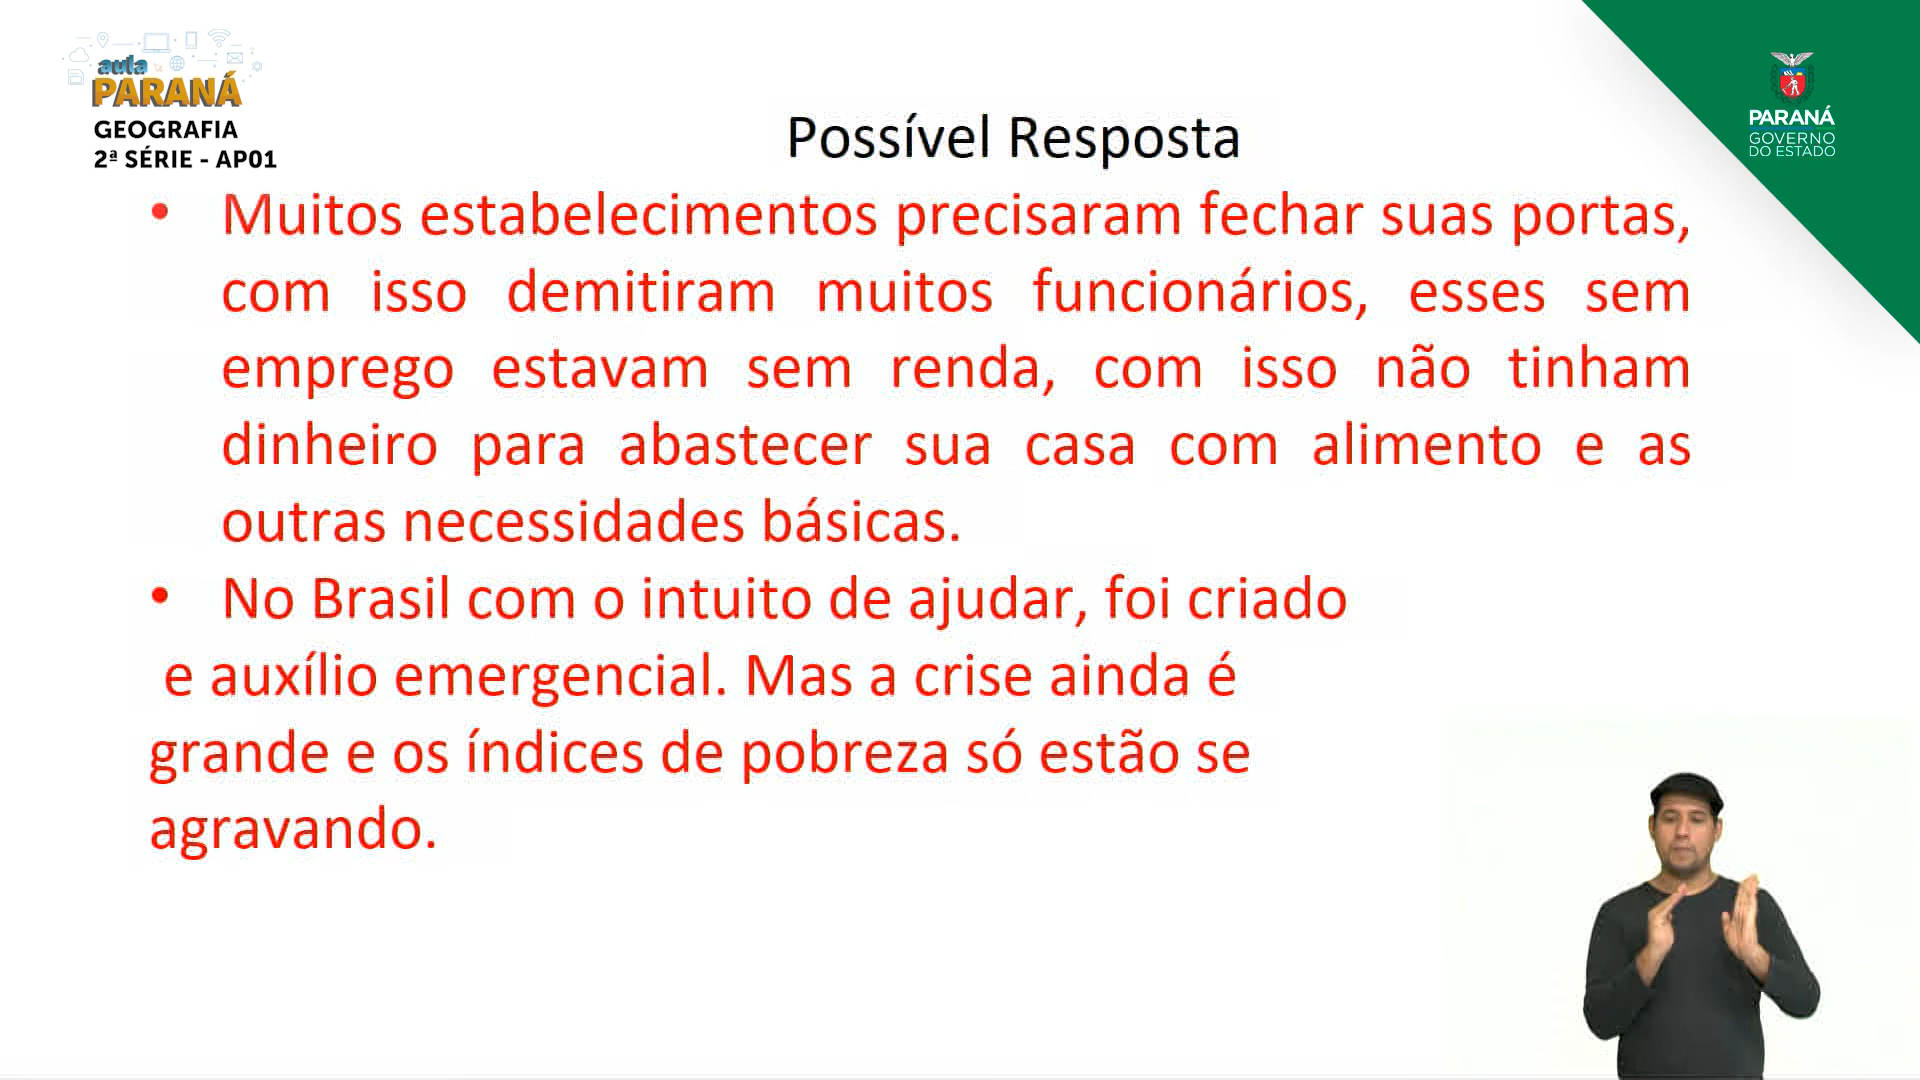 aula
PARANÁ
GEOGRAFIA
2ª SÉRIE - AP01
PARANÁ
GOVERNO
DO ESTADO
Possível Resposta
• Muitos estabelecimentos precisaram fechar suas portas,
com isso demitiram muitos funcionários, esses sem
emprego estavam sem renda, com isso não tinham
dinheiro para abastecer sua casa com alimento e as
outras necessidades básicas.
• No Brasil com o intuito de ajudar, foi criado
e auxílio emergencial. Mas a crise ainda é
grande e os índices de pobreza só estão se
agravando.